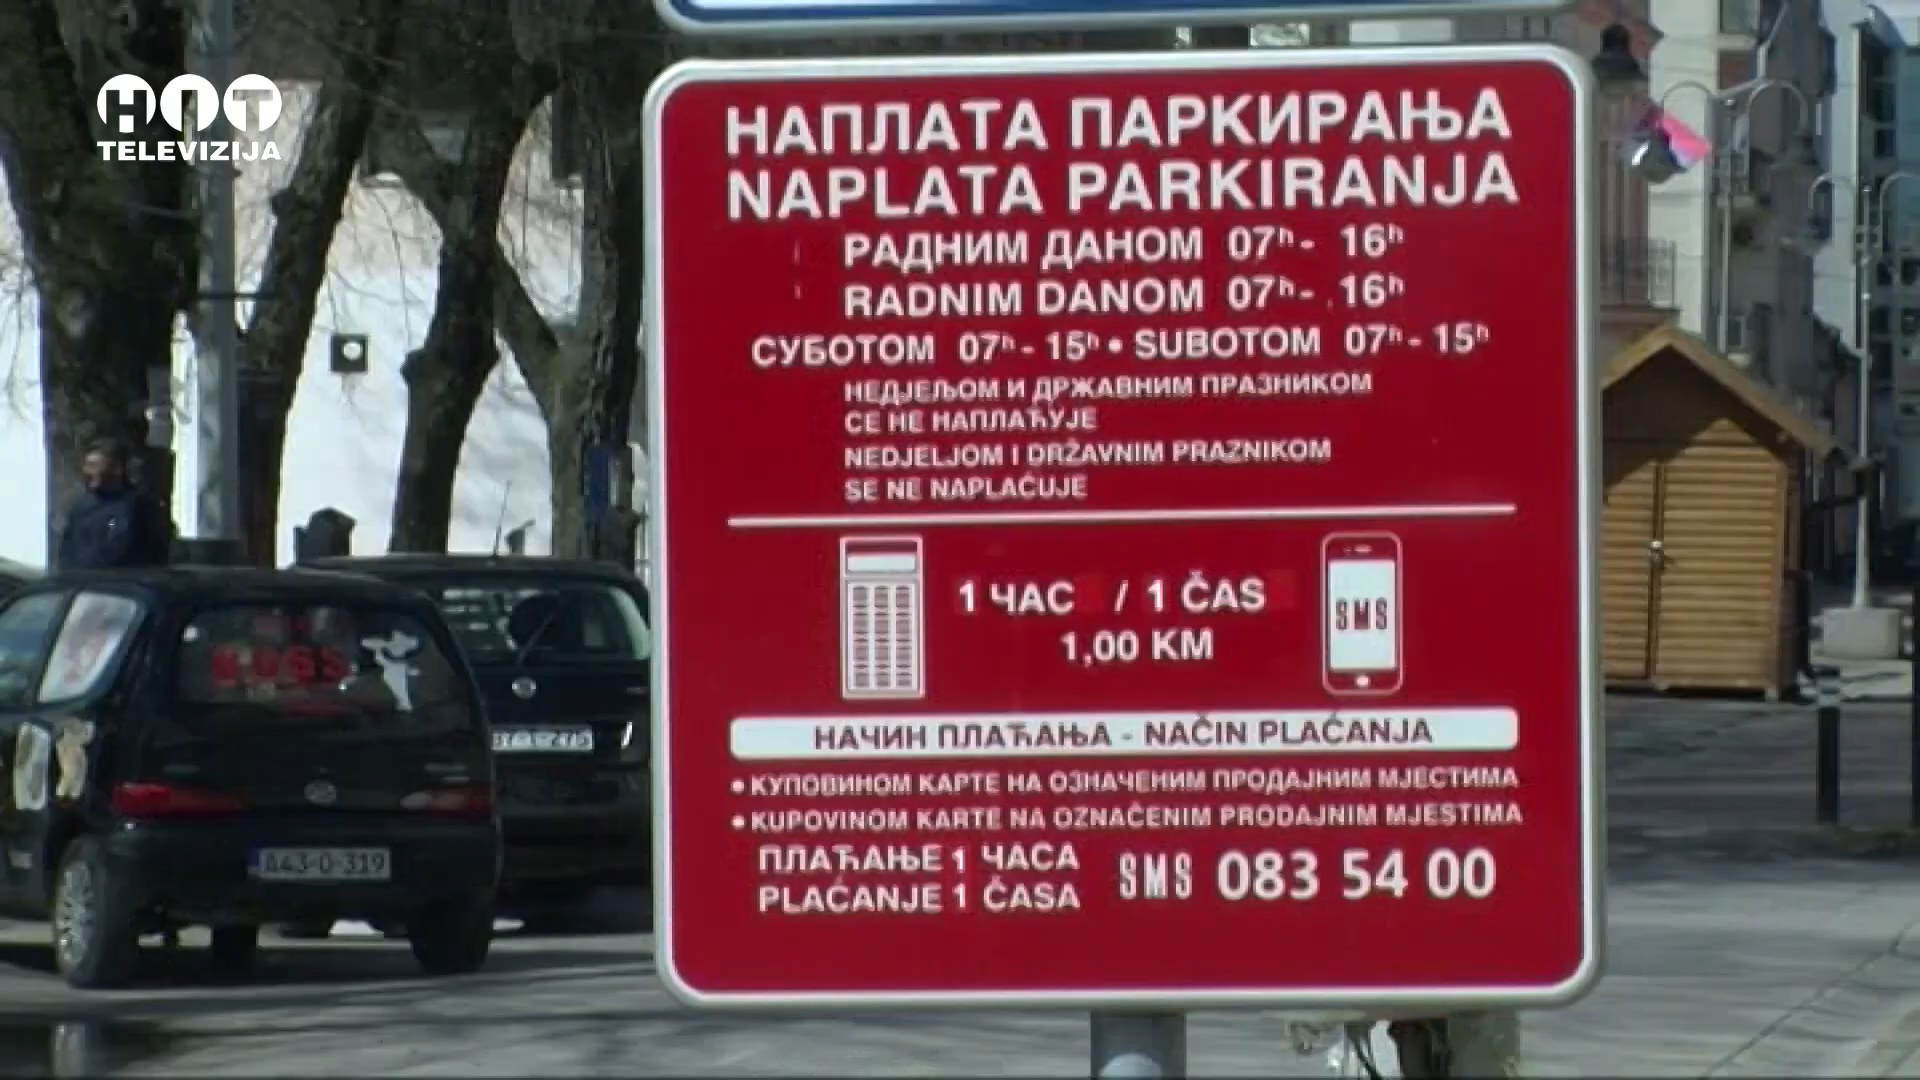 HIT
TELEVIZIJA
НАПЛАТА ПАРКИРАЊА
NAPLATA PARKIRANJA
РАДНИМ ДАНОМ 07h - 16h
RADNIM DANOM 07h - 16h
СУБОТОМ 07h - 15h • SUBOTOM 07h - 15h
НЕДЈЕЉОМ И ДРЖАВНИМ ПРАЗНИКОМ
СЕ НЕ НАПЛАЋУЈЕ
NEDJELJOM I DRŽAVNIM PRAZNIKOM
SE NE NAPLAĆUJE
1 ЧАС / 1 ČAS
1,00 KM
SMS
НАЧИН ПЛАЋАЊА - NAČIN PLAĆANJA
• КУПОВИНОМ КАРТЕ НА ОЗНАЧЕНИМ ПРОДАЈНИМ МЈЕСТИМА
• KUPOVINOM KARTE NA OZNAČENIM PRODAJNIM MJESTIMA
ПЛАЋАЊЕ 1 ЧАСА
PLAĆANJE 1 ČASA
SMS 083 54 00
A43-O-319